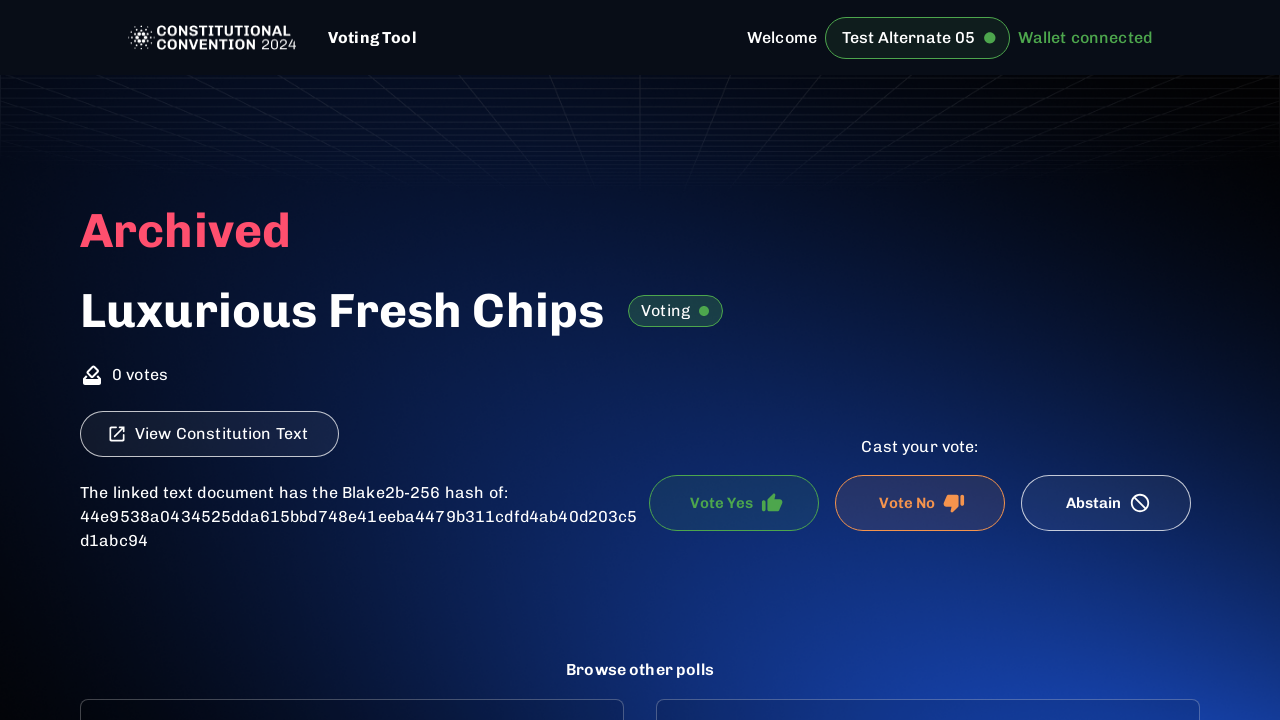 CONSTITUTIONAL
CONVENTION 2024
Voting Tool
Welcome
Test Alternate 05
Wallet connected
Archived
Luxurious Fresh Chips
Voting
0 votes
View Constitution Text
The linked text document has the Blake2b-256 hash of:
44e9538a0434525dda615bbd748e41eeba4479b311cdfd4ab40d203c5
d1abc94
Cast your vote:
Vote Yes
Vote No
Abstain
Browse other polls